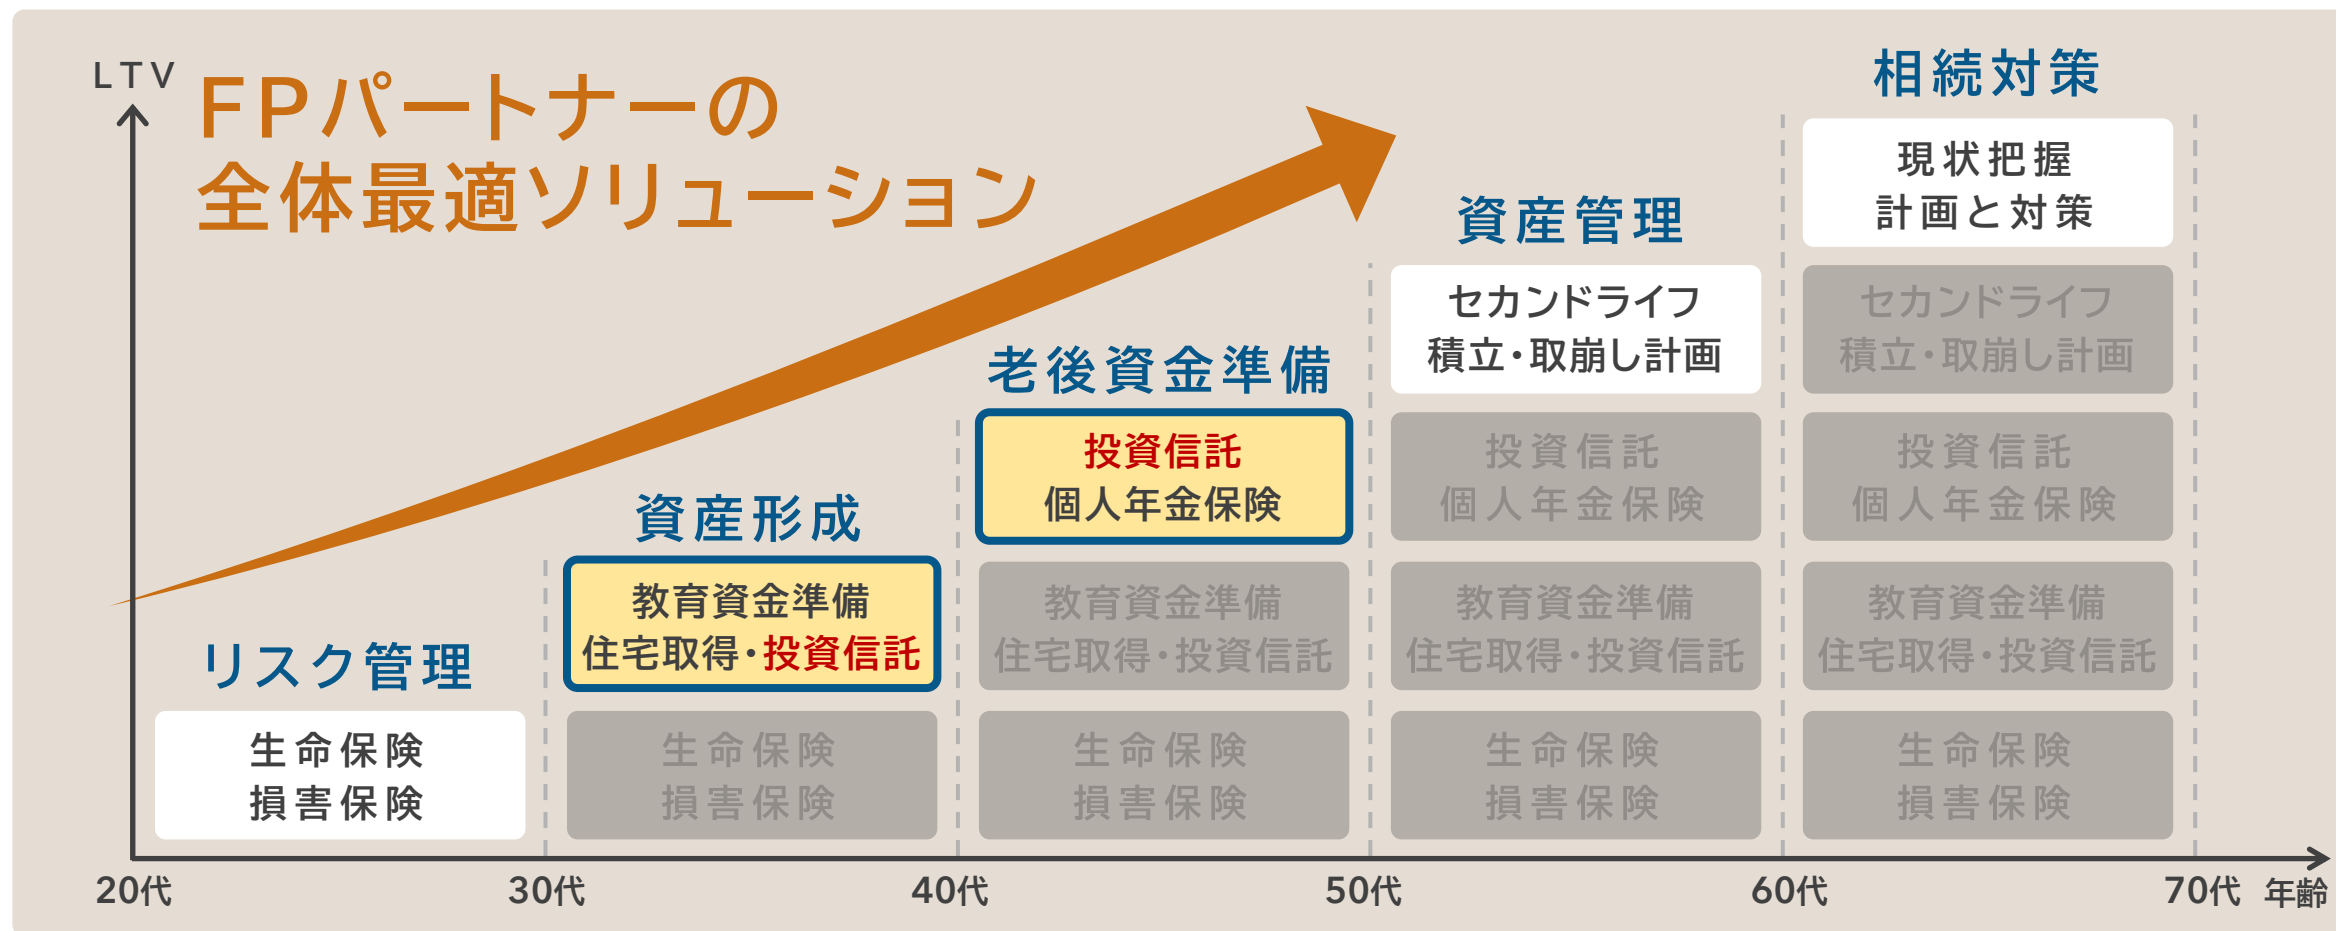 LTV
FPパートナーの
全体最適ソリューション
リスク管理
生命保険
損害保険
資産形成
教育資金準備
住宅取得・投資信託
生命保険
損害保険
老後資金準備
投資信託
個人年金保険
教育資金準備
住宅取得・投資信託
生命保険
損害保険
資産管理
セカンドライフ
積立・取崩し計画
投資信託
個人年金保険
教育資金準備
住宅取得・投資信託
生命保険
損害保険
相続対策
現状把握
計画と対策
セカンドライフ
積立・取崩し計画
投資信託
個人年金保険
教育資金準備
住宅取得・投資信託
生命保険
損害保険
20代
30代
40代
50代
60代
70代
年齢